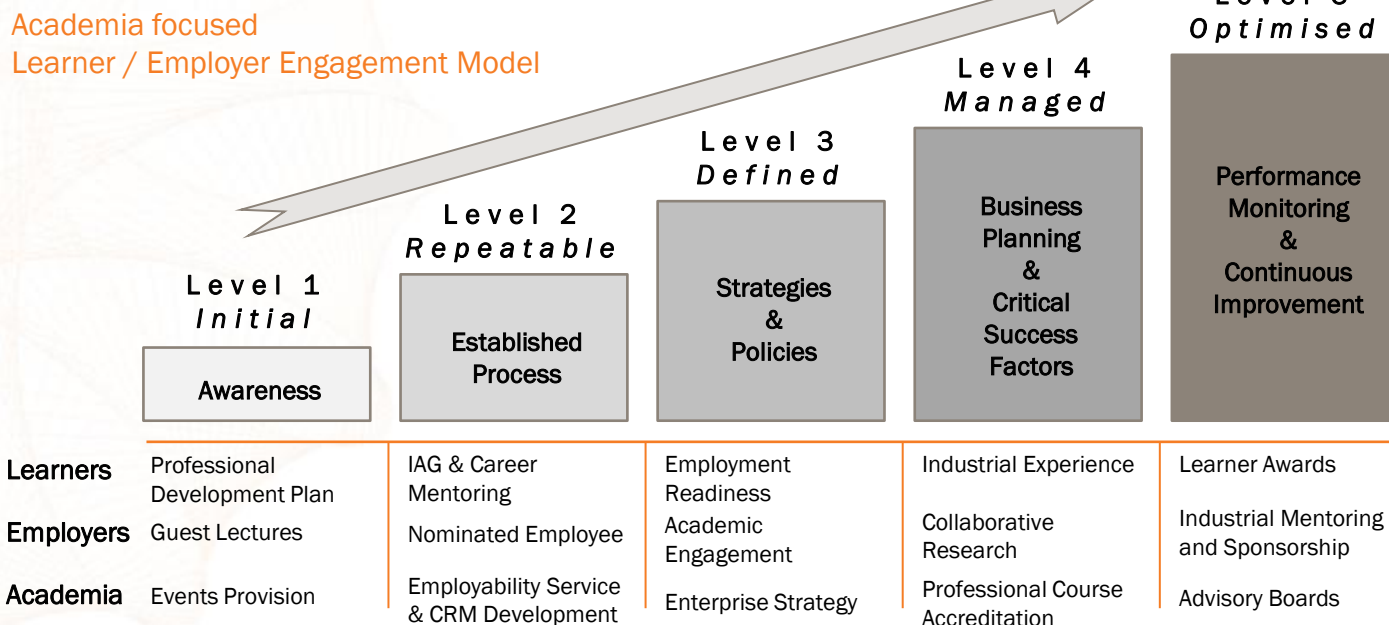 Academia focused
Learner / Employer Engagement Model
Optimised
Level 4
Managed
Level 3
Defined
Level 2
Repeatable
Level 1
Initial
Awareness
Established
Process
Strategies
&
Policies
Business
Planning
&
Critical
Success
Factors
Performance
Monitoring
&
Continuous
Improvement
Learners
Professional
Development Plan
IAG & Career
Mentoring
Employment
Readiness
Industrial Experience
Learner Awards
Employers
Guest Lectures
Nominated Employee
Academic
Engagement
Collaborative
Research
Industrial Mentoring
and Sponsorship
Academia
Events Provision
Employability Service
& CRM Development
Enterprise Strategy
Professional Course
Accreditation
Advisory Boards